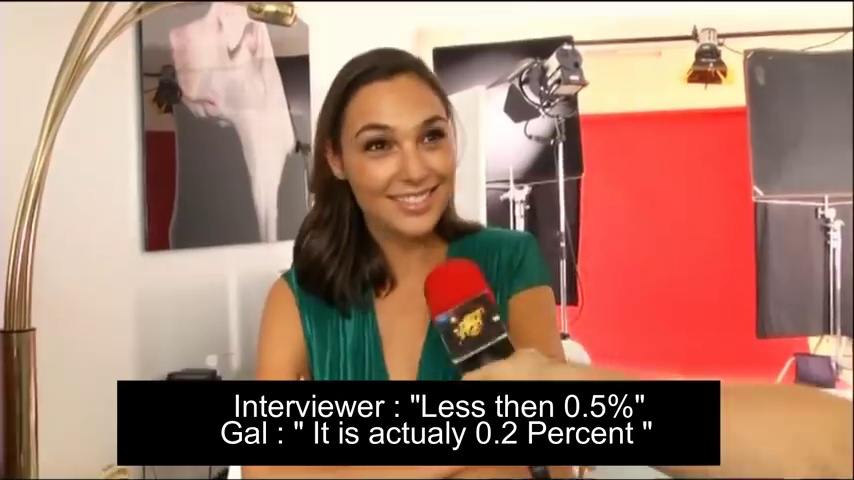 Interviewer : "Less then 0.5%"
Gal : " It is actualy 0.2 Percent "